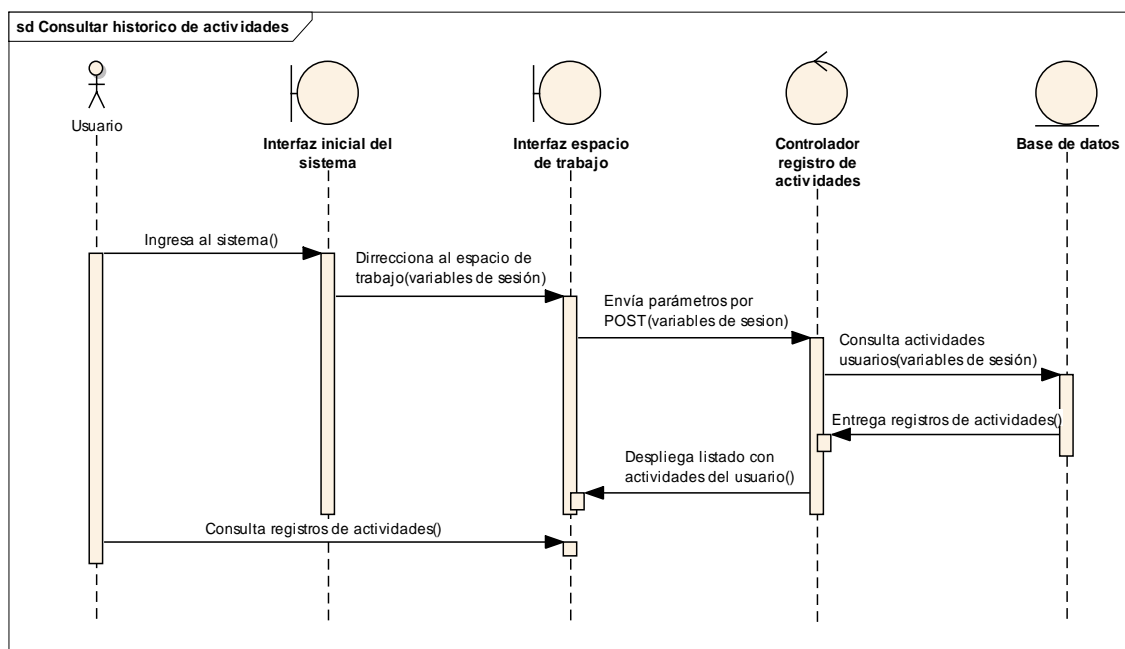 sd Consultar historico de actividades
Usuario
Interfaz inicial del
sistema
Interfaz espacio
de trabajo
Controlador
registro de
actividades
Base de datos
Ingresa al sistema()
Dirrecciona al espacio de
trabajo(variables de sesión)
Envía parámetros por
POST(variables de sesion)
Consulta actividades
usuarios(variables de sesión)
Entrega registros de actividades()
Despliega listado con
actividades del usuario()
Consulta registros de actividades()